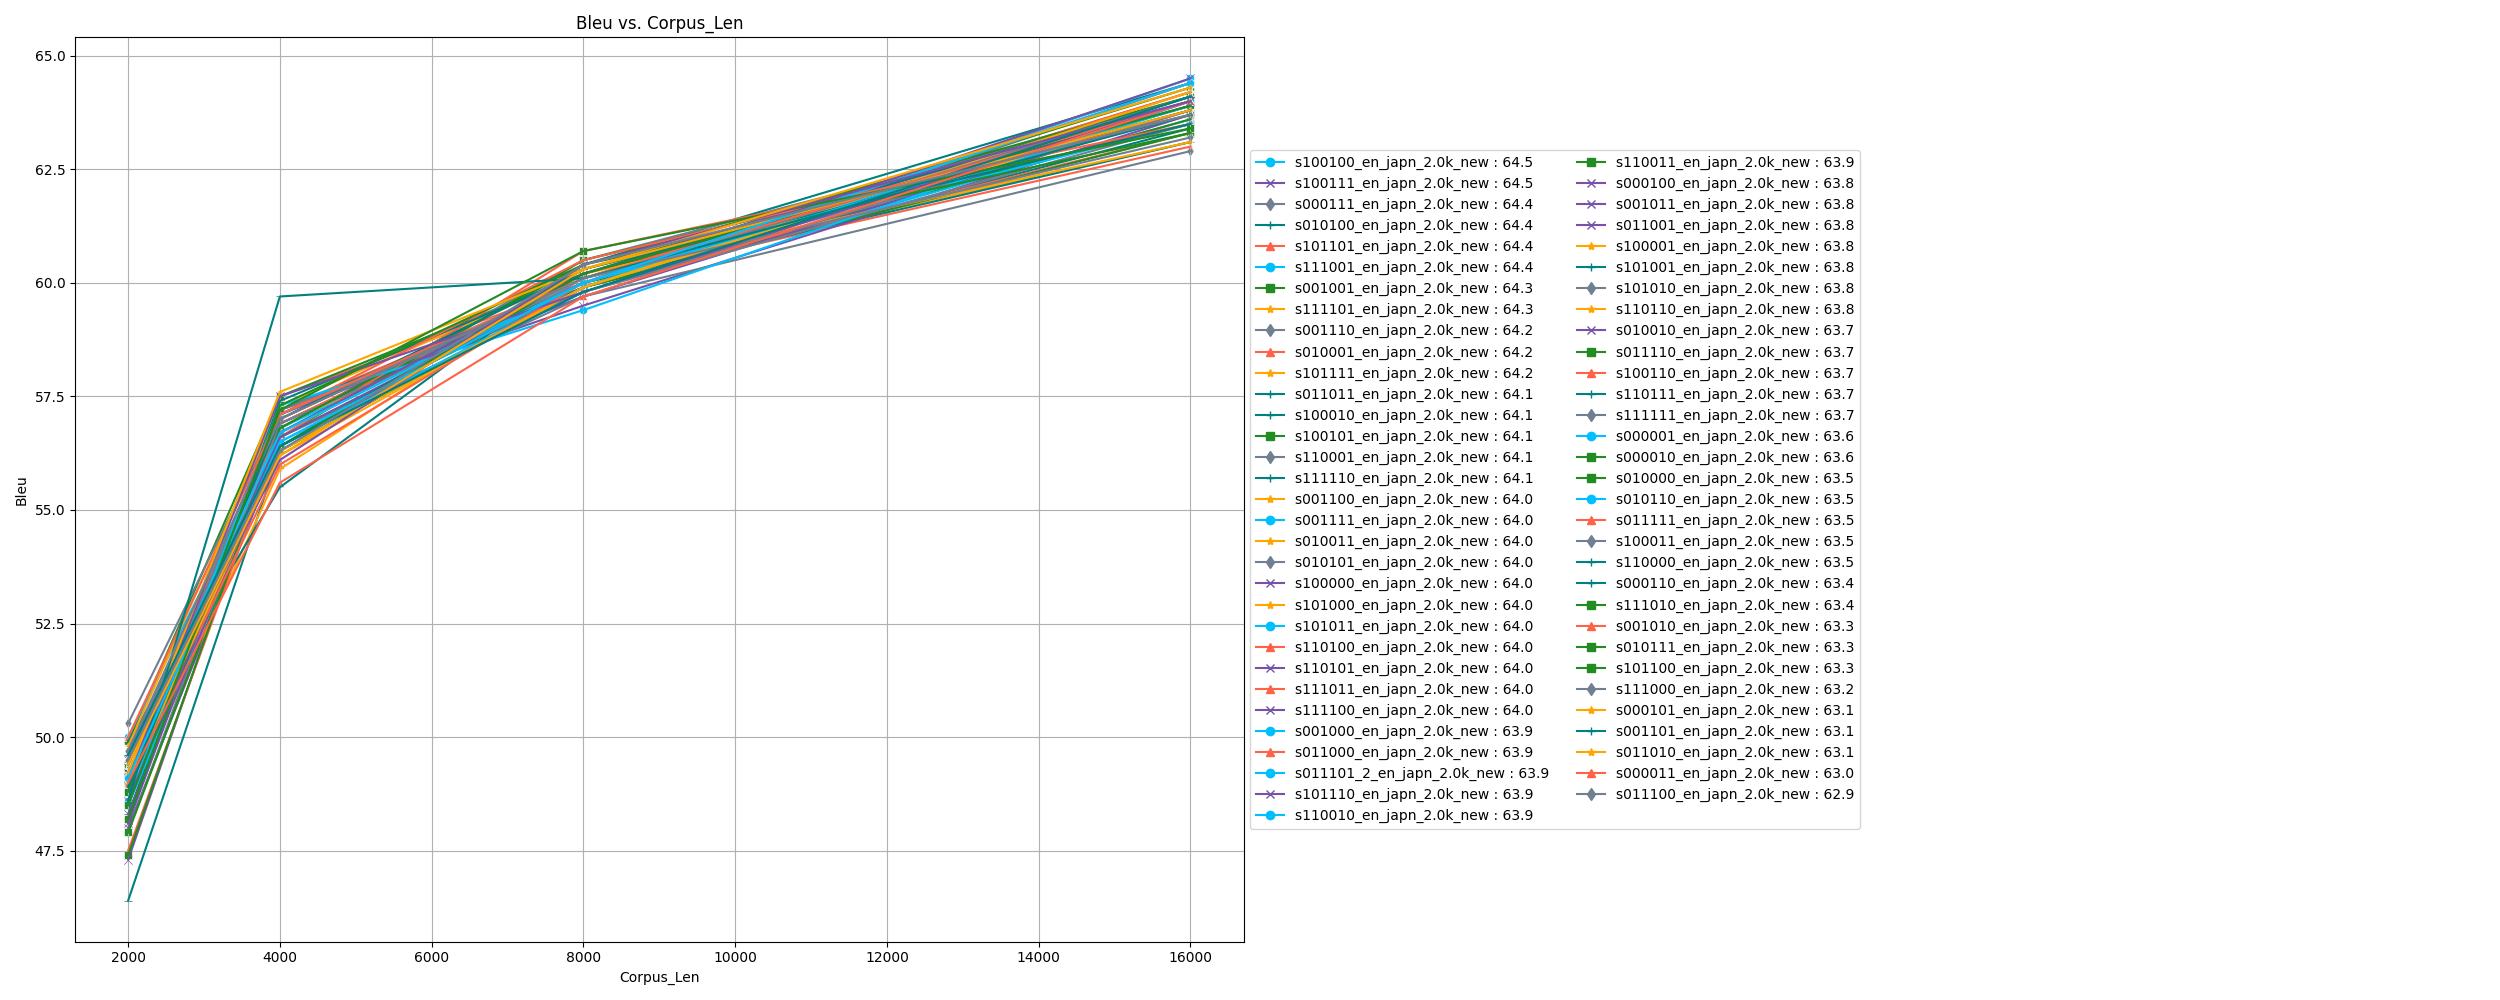 Bleu vs. Corpus_Len
65.0
62.5
60.0
57.5
55.0
52.5
50.0
47.5
Bleu
2000 4000 6000 8000 10000 12000 14000 16000
Corpus_Len
s100100_en_japn_2.0k_new : 64.5
s100111_en_japn_2.0k_new : 64.5
s000111_en_japn_2.0k_new : 64.4
s010100_en_japn_2.0k_new : 64.4
s101101_en_japn_2.0k_new : 64.4
s111001_en_japn_2.0k_new : 64.4
s001001_en_japn_2.0k_new : 64.3
s111101_en_japn_2.0k_new : 64.3
s001110_en_japn_2.0k_new : 64.2
s010001_en_japn_2.0k_new : 64.2
s101111_en_japn_2.0k_new : 64.2
s011011_en_japn_2.0k_new : 64.1
s100010_en_japn_2.0k_new : 64.1
s100101_en_japn_2.0k_new : 64.1
s110001_en_japn_2.0k_new : 64.1
s111110_en_japn_2.0k_new : 64.1
s001100_en_japn_2.0k_new : 64.0
s001111_en_japn_2.0k_new : 64.0
s010011_en_japn_2.0k_new : 64.0
s010101_en_japn_2.0k_new : 64.0
s100000_en_japn_2.0k_new : 64.0
s101000_en_japn_2.0k_new : 64.0
s101011_en_japn_2.0k_new : 64.0
s110100_en_japn_2.0k_new : 64.0
s110101_en_japn_2.0k_new : 64.0
s111011_en_japn_2.0k_new : 64.0
s111100_en_japn_2.0k_new : 64.0
s001000_en_japn_2.0k_new : 63.9
s011000_en_japn_2.0k_new : 63.9
s011101_2_en_japn_2.0k_new : 63.9
s101110_en_japn_2.0k_new : 63.9
s110010_en_japn_2.0k_new : 63.9
s110011_en_japn_2.0k_new : 63.9
s000100_en_japn_2.0k_new : 63.8
s001011_en_japn_2.0k_new : 63.8
s011001_en_japn_2.0k_new : 63.8
s100001_en_japn_2.0k_new : 63.8
s101001_en_japn_2.0k_new : 63.8
s101010_en_japn_2.0k_new : 63.8
s110110_en_japn_2.0k_new : 63.8
s010010_en_japn_2.0k_new : 63.7
s011110_en_japn_2.0k_new : 63.7
s100110_en_japn_2.0k_new : 63.7
s110111_en_japn_2.0k_new : 63.7
s111111_en_japn_2.0k_new : 63.7
s000001_en_japn_2.0k_new : 63.6
s000010_en_japn_2.0k_new : 63.6
s010000_en_japn_2.0k_new : 63.5
s010110_en_japn_2.0k_new : 63.5
s011111_en_japn_2.0k_new : 63.5
s100011_en_japn_2.0k_new : 63.5
s110000_en_japn_2.0k_new : 63.5
s000110_en_japn_2.0k_new : 63.4
s111010_en_japn_2.0k_new : 63.4
s001010_en_japn_2.0k_new : 63.3
s010111_en_japn_2.0k_new : 63.3
s101100_en_japn_2.0k_new : 63.3
s111000_en_japn_2.0k_new : 63.2
s000101_en_japn_2.0k_new : 63.1
s001101_en_japn_2.0k_new : 63.1
s011010_en_japn_2.0k_new : 63.1
s000011_en_japn_2.0k_new : 63.0
s011100_en_japn_2.0k_new : 62.9